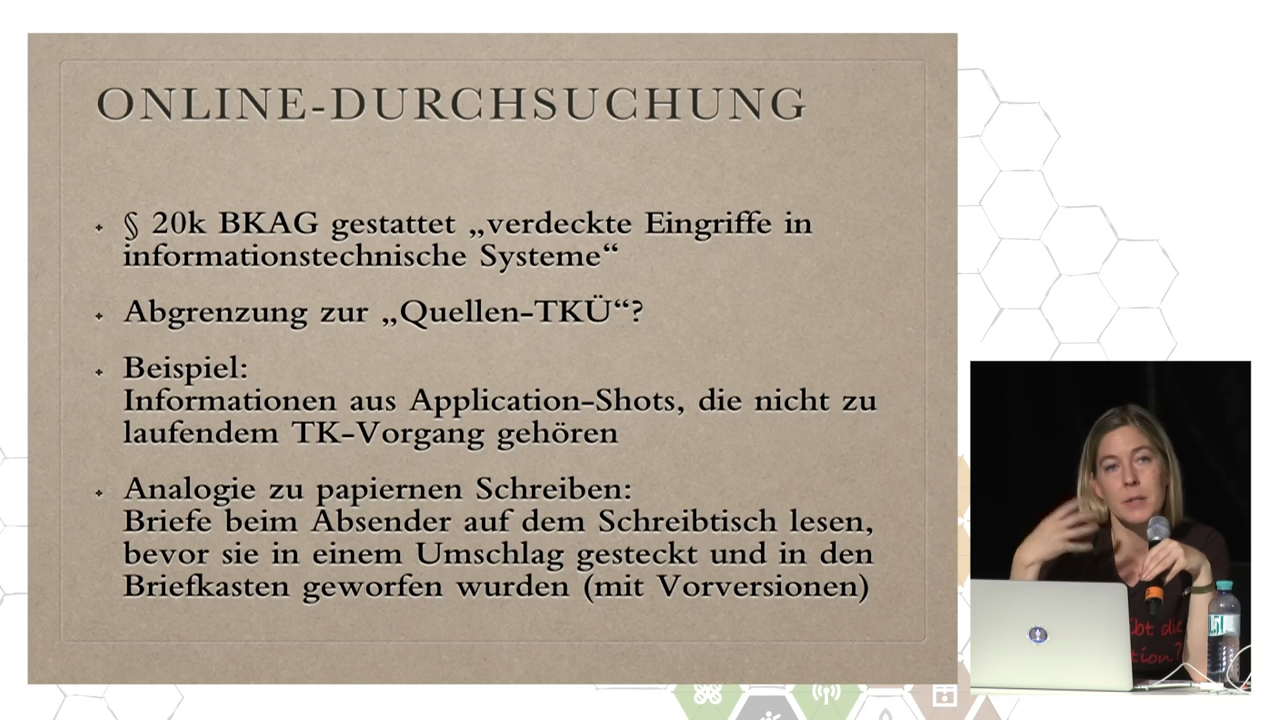 ONLINE-DURCHSUCHUNG
§ 20k BKAG gestattet „verdeckte Eingriffe in
informationstechnische Systeme“
Abgrenzung zur „Quellen-TKÜ“?
Beispiel:
Informationen aus Application-Shots, die nicht zu
laufendem TK-Vorgang gehören
Analogie zu papiernen Schreiben:
Briefe beim Absender auf dem Schreibtisch lesen,
bevor sie in einem Umschlag gesteckt und in den
Briefkasten geworfen wurden (mit Vorversionen)
die